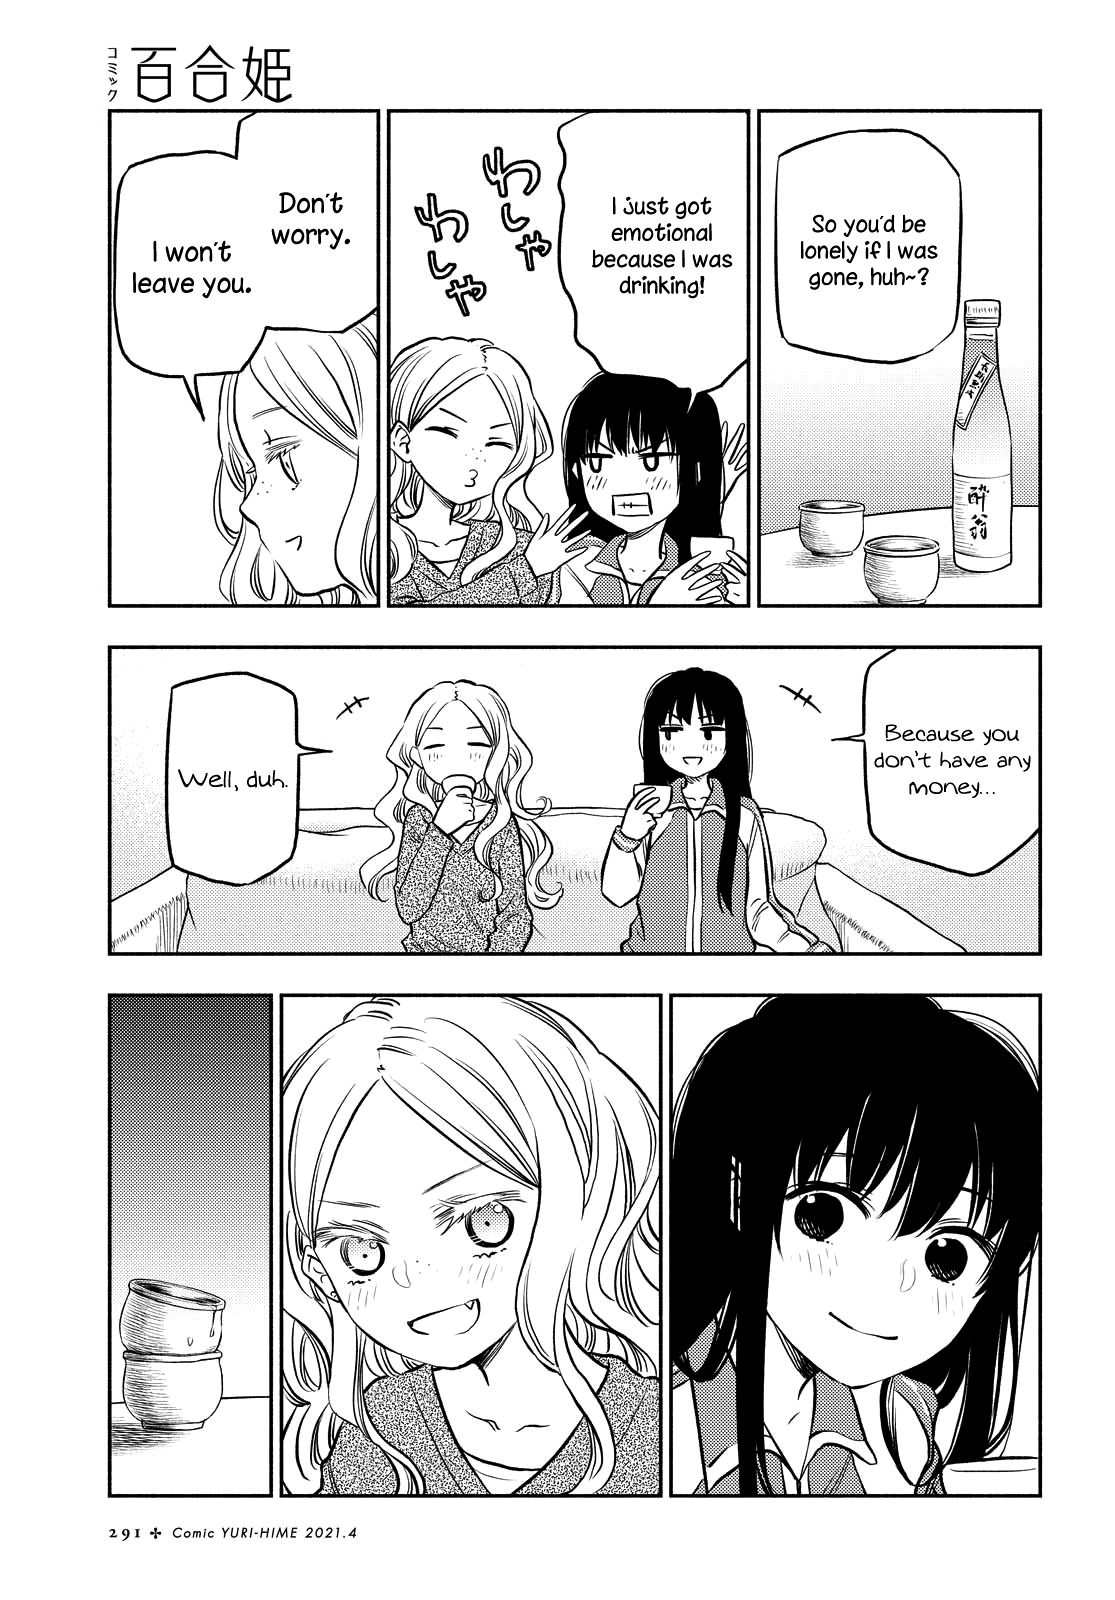 コミック
百合姫
So you'd be
lonely if I was
gone, huh~?
酔翁
I just got
emotional
because I was
drinking!
わしゃ
わしゃ
Don't
worry.
I won't
leave you.
Because you
don't have any
money...
Well, duh.
291 ✣ Comic YURI-HIME 2021.4